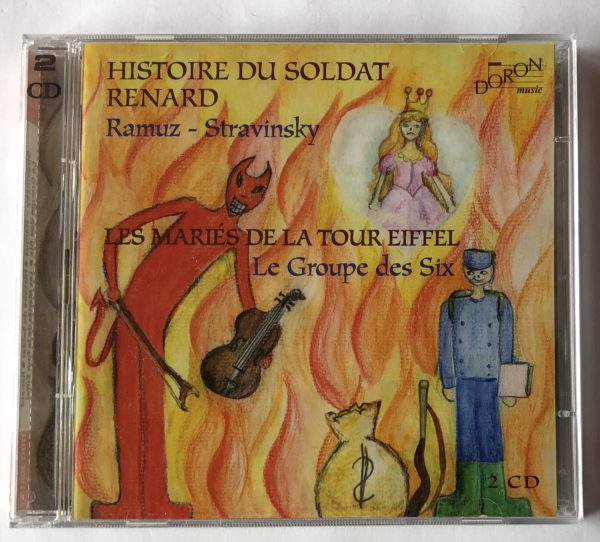 2
CD
HISTOIRE DU SOLDAT
RENARD
Ramuz - Stravinsky
DORON
music
LES MARIÉS DE LA TOUR EIFFEL
Le Groupe des Six
2 CD